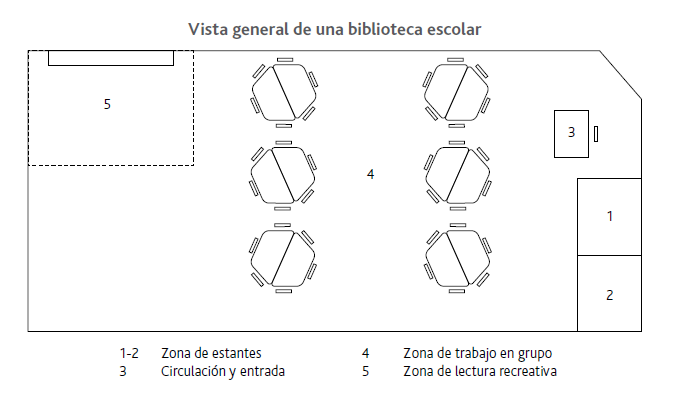 Vista general de una biblioteca escolar
5
3
4
1
2
1-2 Zona de estantes 4 Zona de trabajo en grupo
3 Circulación y entrada 5 Zona de lectura recreativa